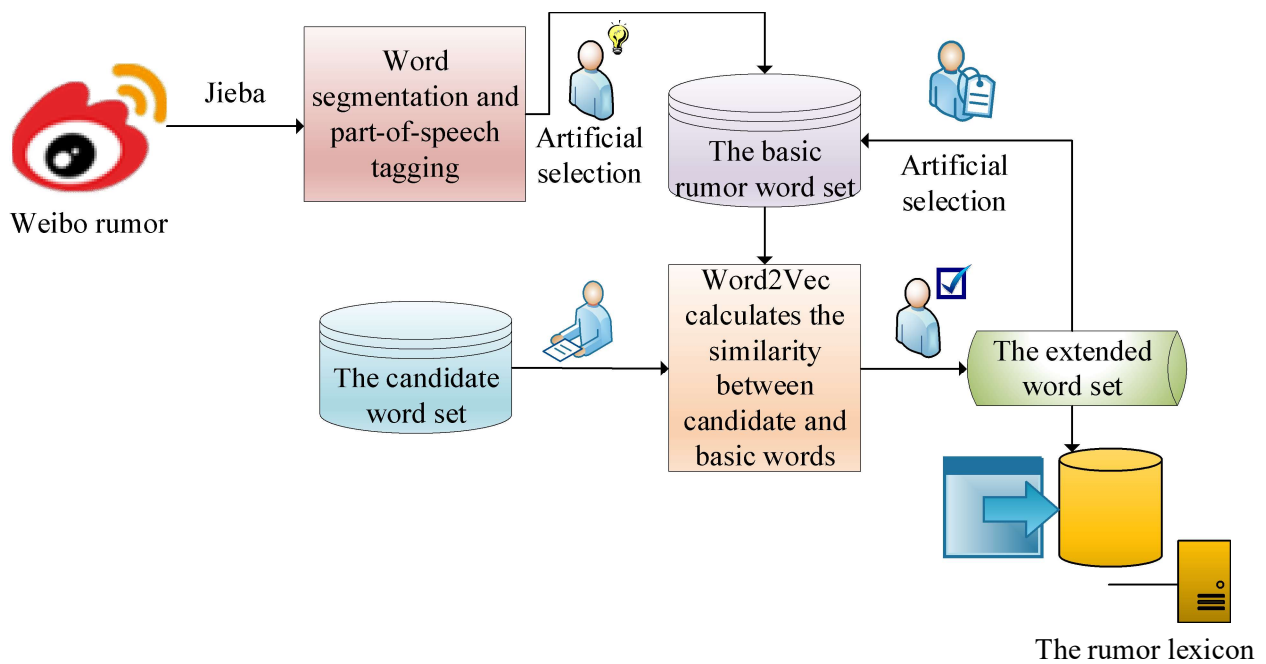 Jieba
Weibo rumor
Word
segmentation and
part-of-speech
tagging
Artificial
selection
The basic
rumor word set
Artificial
selection
The candidate
word set
Word2Vec
calculates the
similarity
between
candidate and
basic words
The extended
word set
The rumor lexicon